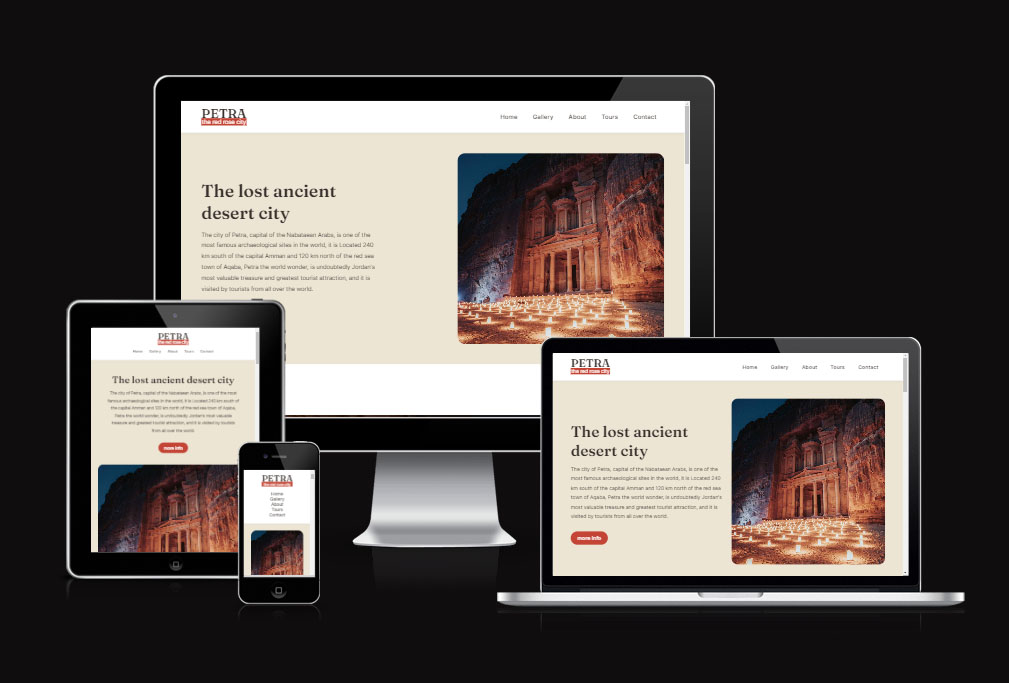 PETRA
the red rose city
Home Gallery About Tours Contact
The lost ancient
desert city
The city of Petra, capital of the Nabataean Arabs, is one of the
most famous archaeological sites in the world, it is Located 240
km south of the capital Amman and 120 km north of the red sea
town of Aqaba, Petra the world wonder, is undoubtedly Jordan's
most valuable treasure and greatest tourist attraction, and it is
visited by tourists from all over the world.
PETRA
the red rose city
Home Gallery About Tours Contact
The lost ancient desert city
The city of Petra, capital of the Nabataean Arabs, is one of the most
famous archaeological sites in the world, it is Located 240 km south of
the capital Amman and 120 km north of the red sea town of Aqaba,
Petra the world wonder, is undoubtedly Jordan's most valuable
treasure and greatest tourist attraction, and it is visited by tourists
from all over the world.
more info
PETRA
the red rose city
Home
Gallery
About
Tours
Contact
PETRA
the red rose city
Home Gallery About Tours Contact
The lost ancient
desert city
The city of Petra, capital of the Nabataean Arabs, is one of the
most famous archaeological sites in the world, it is Located 240
km south of the capital Amman and 120 km north of the red sea
town of Aqaba, Petra the world wonder, is undoubtedly Jordan's
most valuable treasure and greatest tourist attraction, and it is
visited by tourists from all over the world.
more info